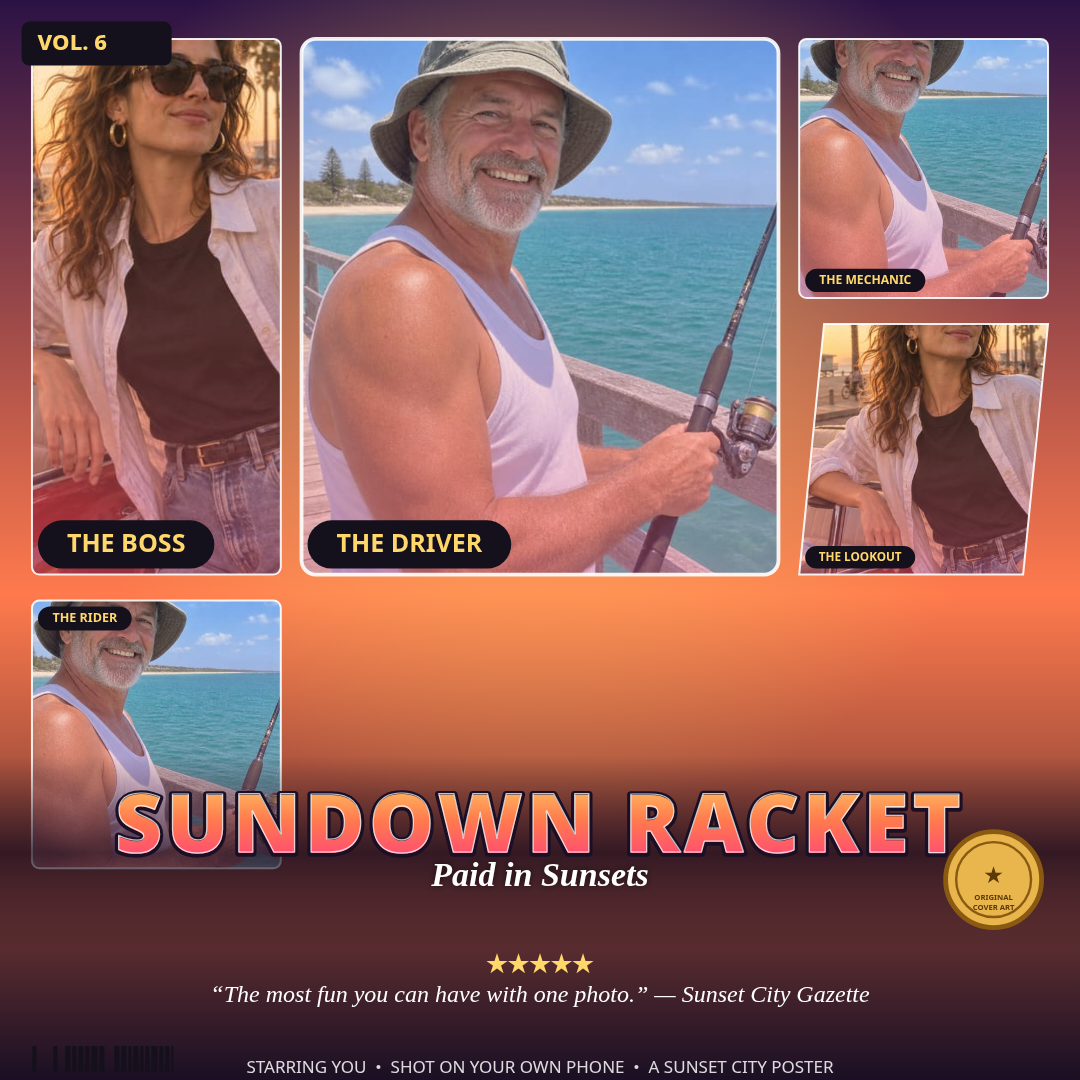 VOL. 6
THE BOSS
THE DRIVER
THE MECHANIC
THE LOOKOUT
THE RIDER
SUNDOWN RACKET
Paid in Sunsets
★
ORIGINAL
COVER ART
★★★★★
“The most fun you can have with one photo.” — Sunset City Gazette
STARRING YOU • SHOT ON YOUR OWN PHONE • A SUNSET CITY POSTER